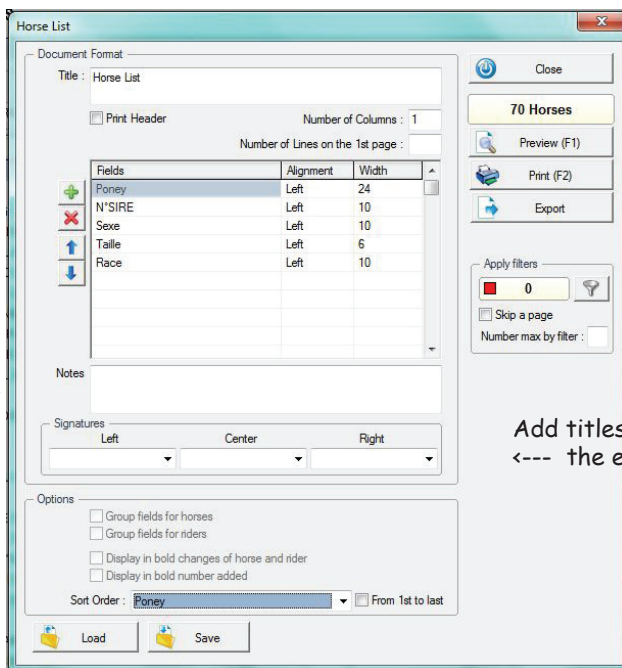 Horse List
Document Format
Title : Horse List
Print Header
Number of Columns : 1
Number of Lines on the 1st page :
Fields Alignment Width
Poney Left 24
N°SIRE Left 10
Sexe Left 10
Taille Left 6
Race Left 10
Notes
Signatures
Left Center Right
Options
Group fields for horses
Group fields for riders
Display in bold changes of horse and rider
Display in bold number added
Sort Order : Poney From 1st to last
Load Save
Close
70 Horses
Preview (F1)
Print (F2)
Export
Apply filters
0
Skip a page
Number max by filter :
Add titles
<--- the e